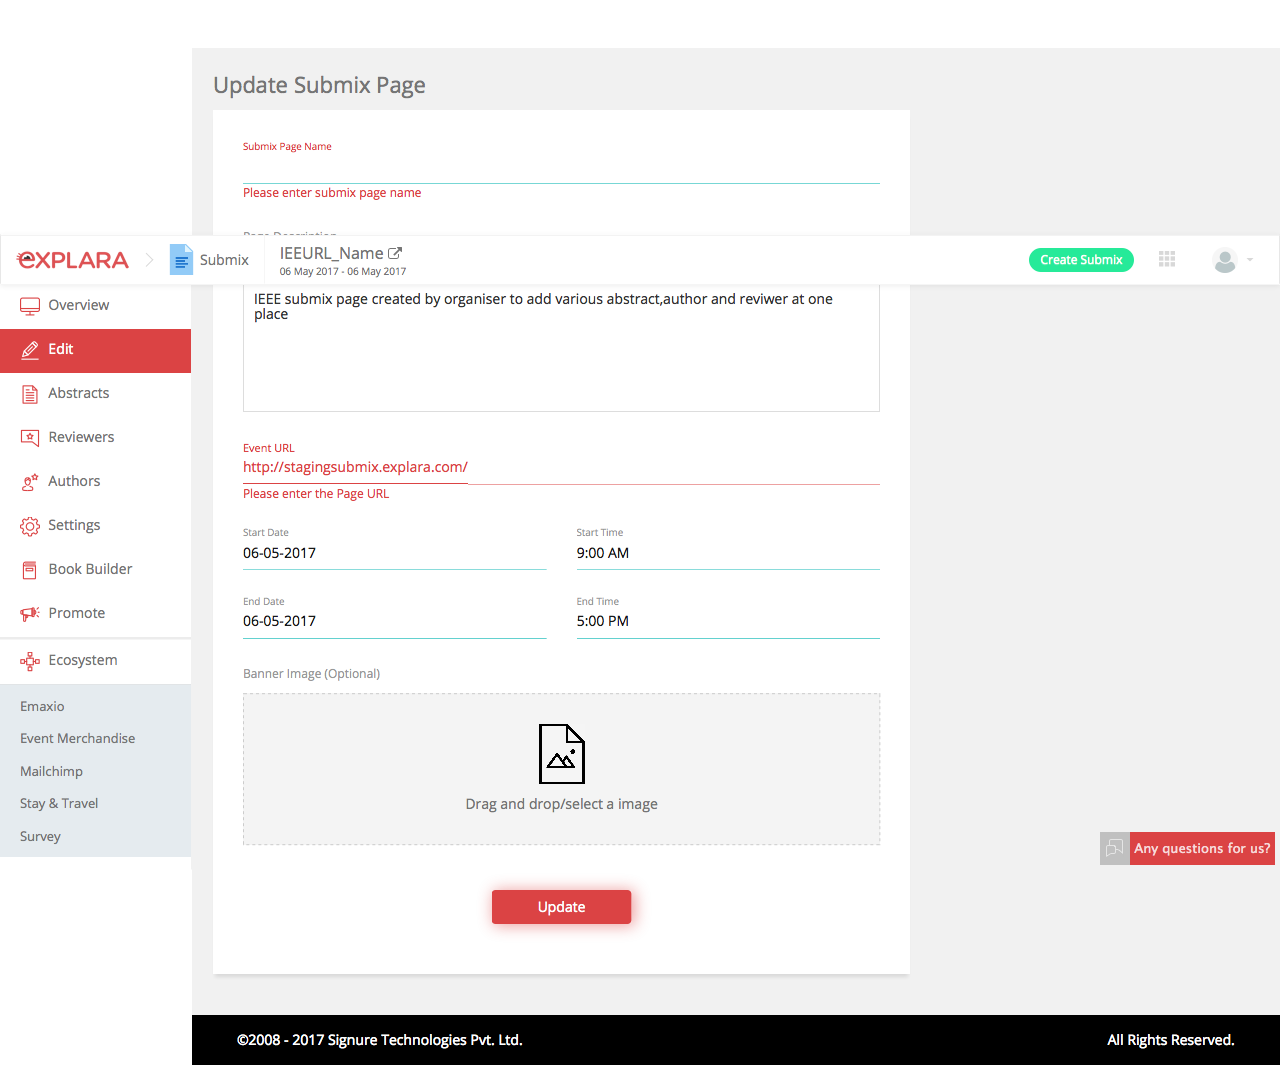 Update Submix Page
Submix Page Name
Please enter submix page name
Page Description
EXPLARA
Submix
IEEURL_Name
06 May 2017 - 06 May 2017
Create Submix
Overview
Edit
Abstracts
Reviewers
Authors
Settings
Book Builder
Promote
Ecosystem
Emaxio
Event Merchandise
Mailchimp
Stay & Travel
Survey
IEEE submix page created by organiser to add various abstract,author and reviwer at one
place
Event URL
http://stagingsubmix.explara.com/
Please enter the Page URL
Start Date
Start Time
06-05-2017
9:00 AM
End Date
End Time
06-05-2017
5:00 PM
Banner Image (Optional)
Drag and drop/select a image
Update
Any questions for us?
©2008 - 2017 Signure Technologies Pvt. Ltd.
All Rights Reserved.